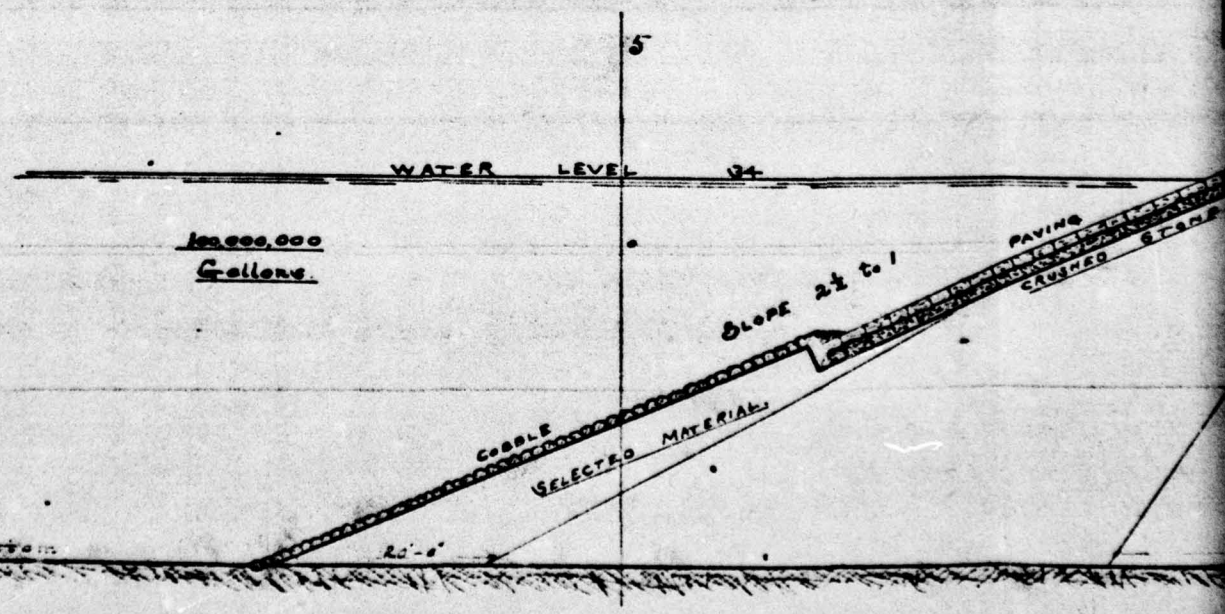 5
WATER LEVEL 34
100,000,000
Gallons.
PAVING
CRUSHED STONE
SLOPE 2½ to 1
COBBLE
SELECTED MATERIAL.
20'-0"